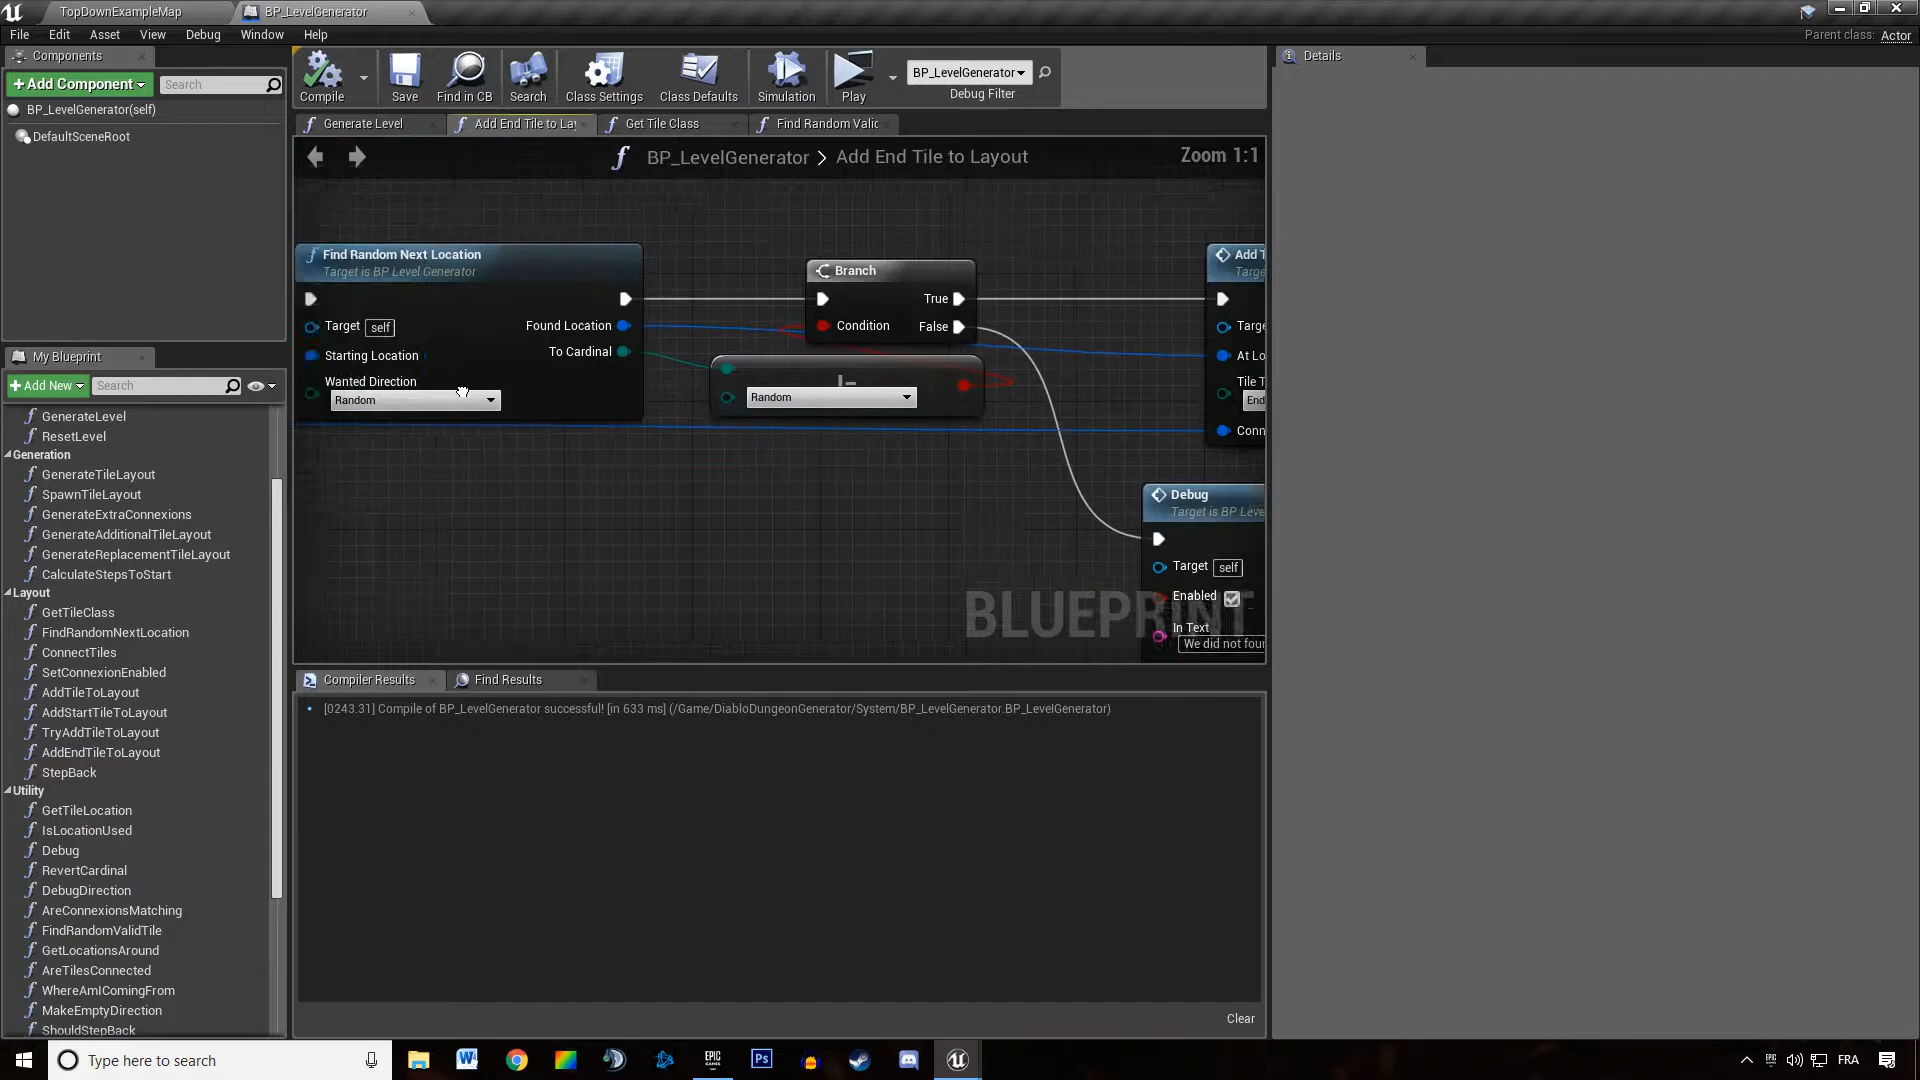 TopDownExampleMap
BP_LevelGenerator
File Edit Asset View Debug Window Help
Parent class: Actor
Components
+Add Component
Search
BP_LevelGenerator(self)
DefaultSceneRoot
My Blueprint
+Add New
Search
GenerateLevel
ResetLevel
Generation
GenerateTileLayout
SpawnTileLayout
GenerateExtraConnexions
GenerateAdditionalTileLayout
GenerateReplacementTileLayout
CalculateStepsToStart
Layout
GetTileClass
FindRandomNextLocation
ConnectTiles
SetConnexionEnabled
AddTileToLayout
AddStartTileToLayout
TryAddTileToLayout
AddEndTileToLayout
StepBack
Utility
GetTileLocation
IsLocationUsed
Debug
RevertCardinal
DebugDirection
AreConnexionsMatching
FindRandomValidTile
GetLocationsAround
AreTilesConnected
WhereAmIComingFrom
MakeEmptyDirection
ShouldStepBack
Compile
Save
Find in CB
Search
Class Settings
Class Defaults
Simulation
Play
BP_LevelGenerator
Debug Filter
Generate Level
Add End Tile to La
Get Tile Class
Find Random Valid
BP_LevelGenerator > Add End Tile to Layout
Zoom 1:1
Find Random Next Location
Target is BP Level Generator
Target self
Starting Location
Wanted Direction
Random
Found Location
To Cardinal
Branch
Condition
True
False
Random
Add T
Targe
At Lo
Tile T
End
Conn
Debug
Target is BP Leve
Target self
Enabled
In Text
We did not foun
BLUEPRINT
Compiler Results
Find Results
[0243.31] Compile of BP_LevelGenerator successful! [in 633 ms] (/Game/DiabloDungeonGenerator/System/BP_LevelGenerator.BP_LevelGenerator)
Clear
Details
Type here to search
EPIC GAMES
Ps
FRA